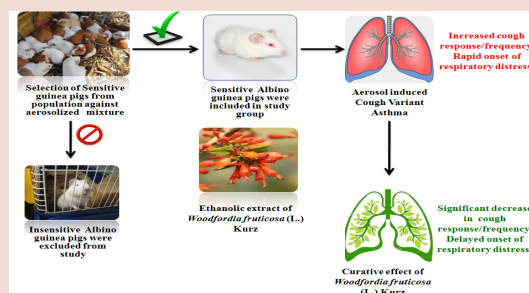 Selection of Sensitive
guinea pigs from
population against
aerosolized mixture
Sensitive Albino
guinea pigs were
included in study
group
Aerosol induced
Cough Variant
Asthma
Increased cough
response/frequency
Rapid onset of
respiratory distress
Insensitive Albino
guinea pigs were
excluded from
study
Ethanolic extract of
Woodfordia fruticosa (L.)
Kurz
Significant decrease
in cough
response/frequency
Delayed onset of
respiratory distress
Curative effect of
Woodfordia fruticosa
(L.) Kurz